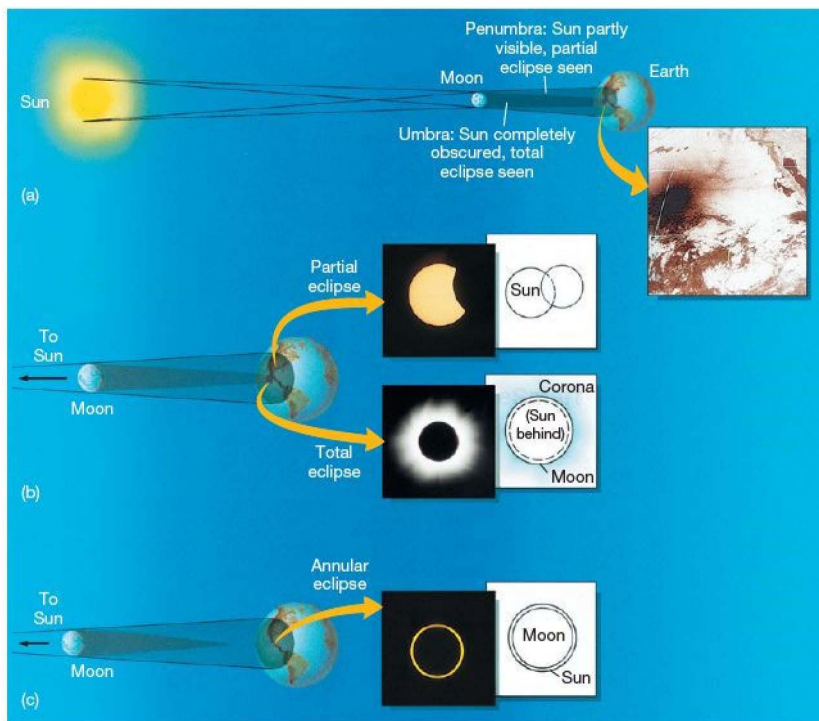 Penumbra: Sun partly
visible, partial
eclipse seen
Moon
Earth
Sun
Umbra: Sun completely
obscured, total
eclipse seen
(a)
Partial
eclipse
Sun
To
Sun
Moon
Corona
(Sun
behind)
Moon
Total
eclipse
(b)
Annular
eclipse
To
Sun
Moon
Moon
Sun
(c)